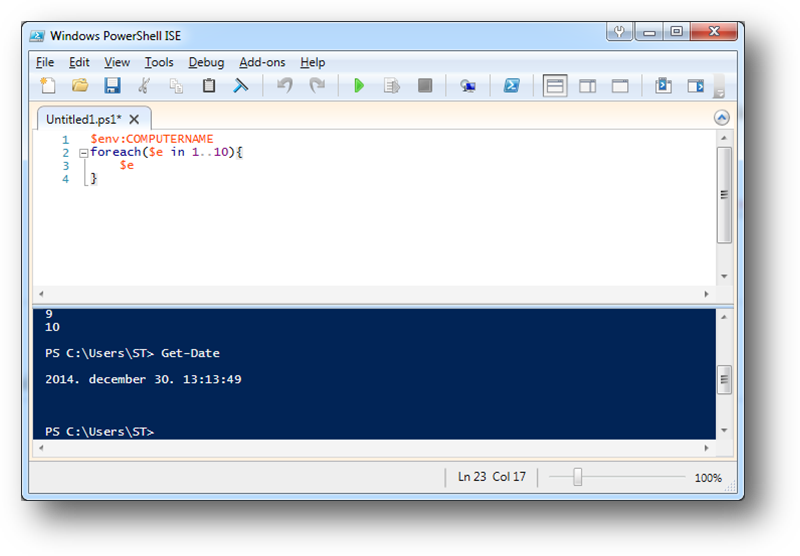 Windows PowerShell ISE
File Edit View Tools Debug Add-ons Help
Untitled1.ps1*
1 $env:COMPUTERNAME
2 foreach($e in 1..10){
3 $e
4 }
9
10
PS C:\Users\ST> Get-Date
2014. december 30. 13:13:49
PS C:\Users\ST>
Ln 23 Col 17 100%